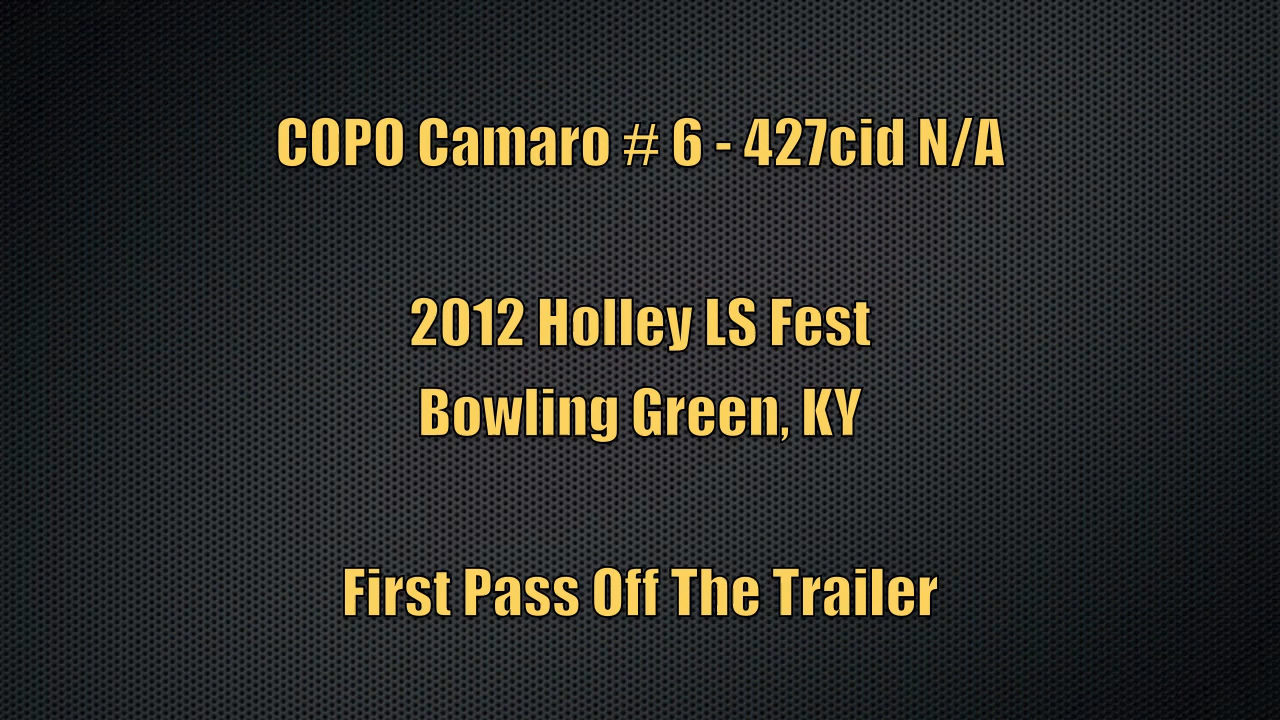 COPO Camaro # 6 - 427cid N/A
2012 Holley LS Fest
Bowling Green, KY
First Pass Off The Trailer